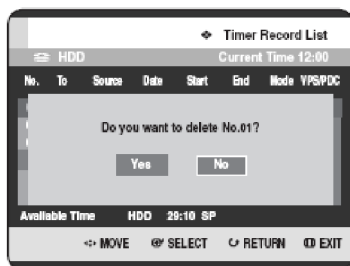 Timer Record List
HDD Current Time 12:00
No. To Source Date Start End Mode VPS/PDC
Do you want to delete No.01?
Yes No
Available Time HDD 29:10 SP
MOVE SELECT RETURN EXIT